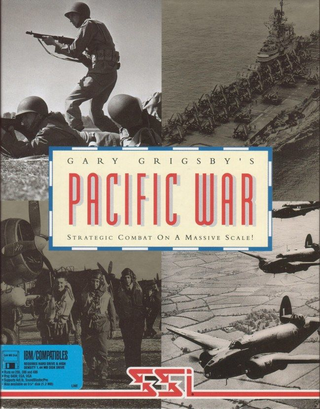 GARY GRIGSBY'S
PACIFIC WAR
STRATEGIC COMBAT ON A MASSIVE SCALE!
IBM/COMPATIBLES
SSI